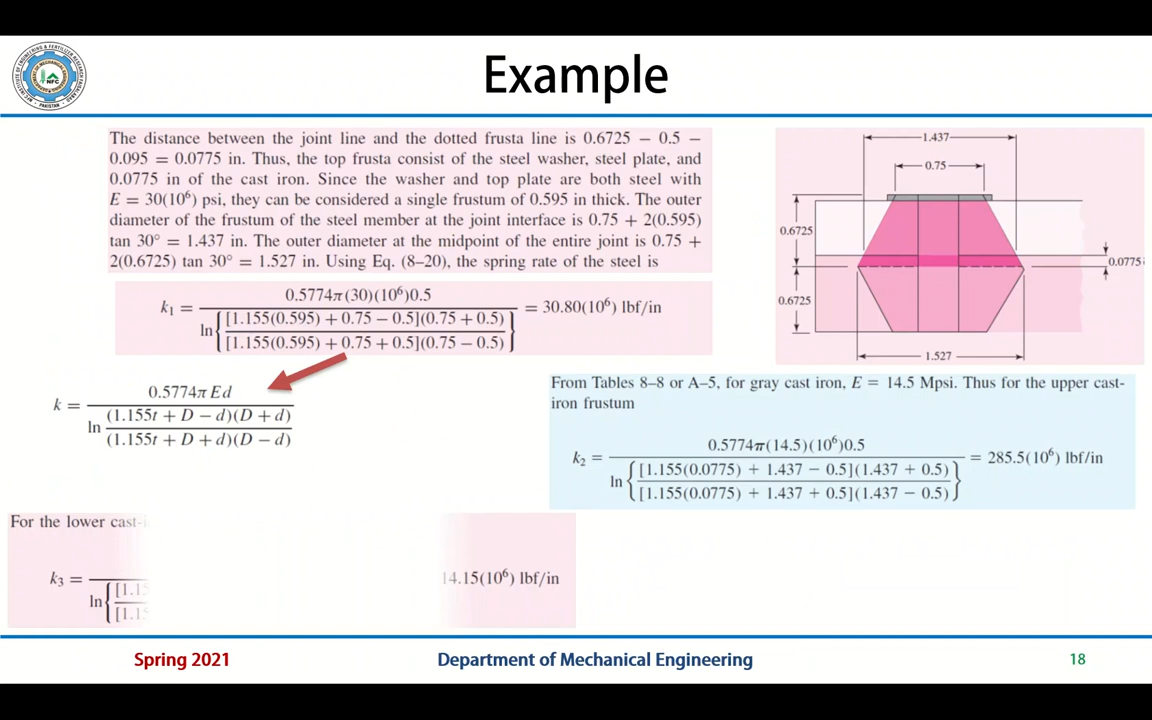 Example
The distance between the joint line and the dotted frusta line is 0.6725 − 0.5 −
0.095 = 0.0775 in. Thus, the top frusta consist of the steel washer, steel plate, and
0.0775 in of the cast iron. Since the washer and top plate are both steel with
E = 30(10⁶) psi, they can be considered a single frustum of 0.595 in thick. The outer
diameter of the frustum of the steel member at the joint interface is 0.75 + 2(0.595)
tan 30° = 1.437 in. The outer diameter at the midpoint of the entire joint is 0.75 +
2(0.6725) tan 30° = 1.527 in. Using Eq. (8–20), the spring rate of the steel is
0.5774π(30)(10⁶)0.5
k₁ = = 30.80(10⁶) lbf/in
ln{ [1.155(0.595) + 0.75 − 0.5](0.75 + 0.5) }
[1.155(0.595) + 0.75 + 0.5](0.75 − 0.5)
1.437
0.75
0.6725
0.0775
0.6725
1.527
0.5774π Ed
k =
ln (1.155t + D − d)(D + d)
(1.155t + D + d)(D − d)
From Tables 8–8 or A–5, for gray cast iron, E = 14.5 Mpsi. Thus for the upper cast-
iron frustum
0.5774π(14.5)(10⁶)0.5
k₂ = = 285.5(10⁶) lbf/in
ln { [1.155(0.0775) + 1.437 − 0.5](1.437 + 0.5) }
[1.155(0.0775) + 1.437 + 0.5](1.437 − 0.5)
For the lower cast-
k₃ = 14.15(10⁶) lbf/in
ln{ [1.15
[1.15
Spring 2021
Department of Mechanical Engineering
18